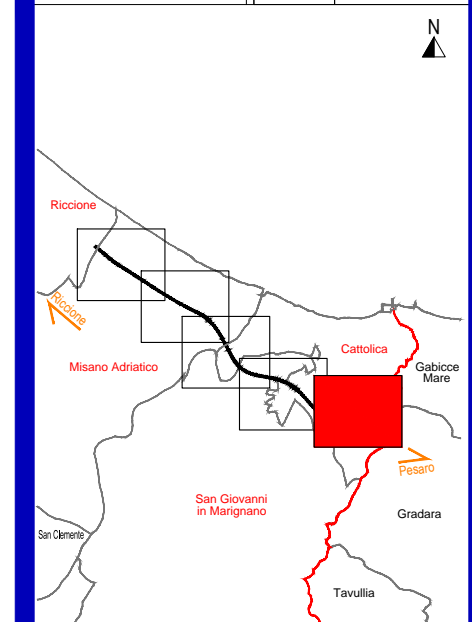 N
Riccione
Riccione
Misano Adriatico
Cattolica
Gabicce
Mare
Pesaro
San Giovanni
in Marignano
Gradara
San Clemente
Tavullia